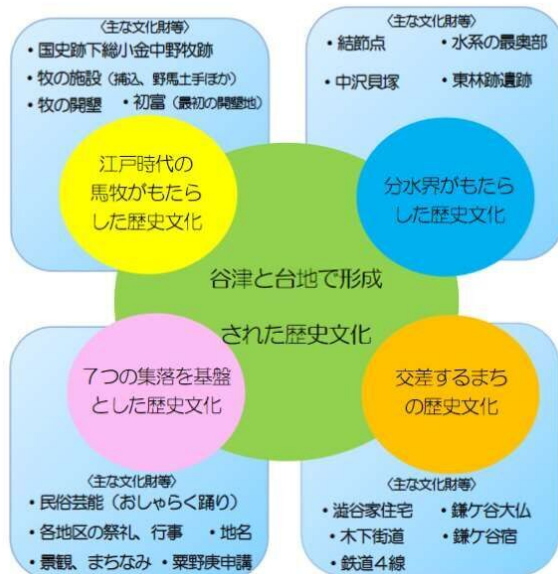 〈主な文化財等〉
・国史跡下総小金中野牧跡
・牧の施設（捕込、野馬土手ほか）
・牧の開墾　・初富（最初の開墾地）
江戸時代の
馬牧がもたら
した歴史文化
〈主な文化財等〉
・結節点　・水系の最奥部
・中沢貝塚　・東林跡遺跡
分水界がもたら
した歴史文化
谷津と台地で形成
された歴史文化
７つの集落を基盤
とした歴史文化
〈主な文化財等〉
・民俗芸能（おしゃらく踊り）
・各地区の祭礼、行事　・地名
・景観、まちなみ　・粟野庚申講
交差するまち
の歴史文化
〈主な文化財等〉
・澁谷家住宅　・鎌ケ谷大仏
・木下街道　・鎌ケ谷宿
・鉄道４線